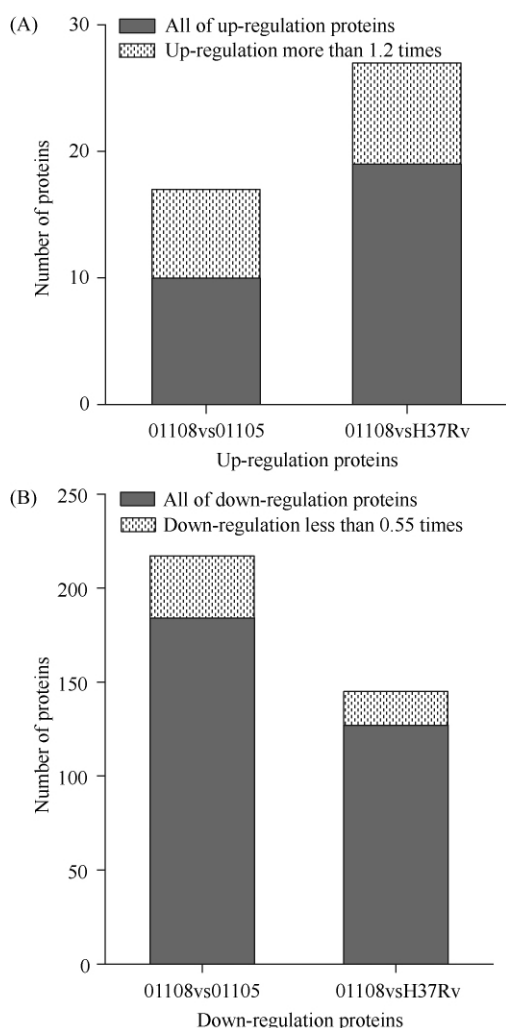 (A)
All of up-regulation proteins
Up-regulation more than 1.2 times
30
20
10
0
Number of proteins
01108vs01105
01108vsH37Rv
Up-regulation proteins
(B)
All of down-regulation proteins
Down-regulation less than 0.55 times
250
200
150
100
50
0
Number of proteins
01108vs01105
01108vsH37Rv
Down-regulation proteins